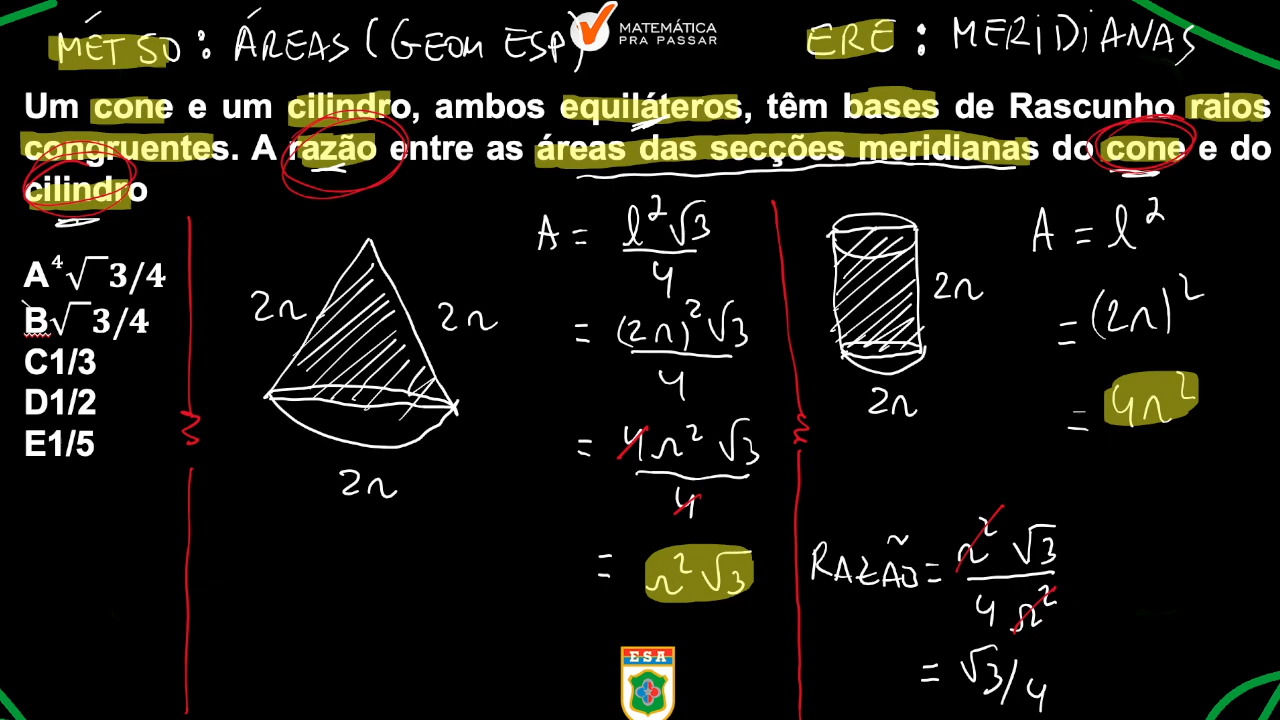 MÉTSO: ÁREAS (GEOM ESP)
MATEMÁTICA
PRA PASSAR
ERE: MERIDIANAS
Um cone e um cilindro, ambos equiláteros, têm bases de Rascunho raios
congruentes. A razão entre as áreas das secções meridianas do cone e do
cilindro
A ⁴√‾3/4
B√‾3/4
C1/3
D1/2
E1/5
2r
2r
2r
A = l²√3/4
= (2r)²√3/4
= 4r²√3/4
= r²√3
2r
2r
A = l²
= (2r)²
= 4r²
RAZÃO = r²√3/4r²
= √3/4
ESA